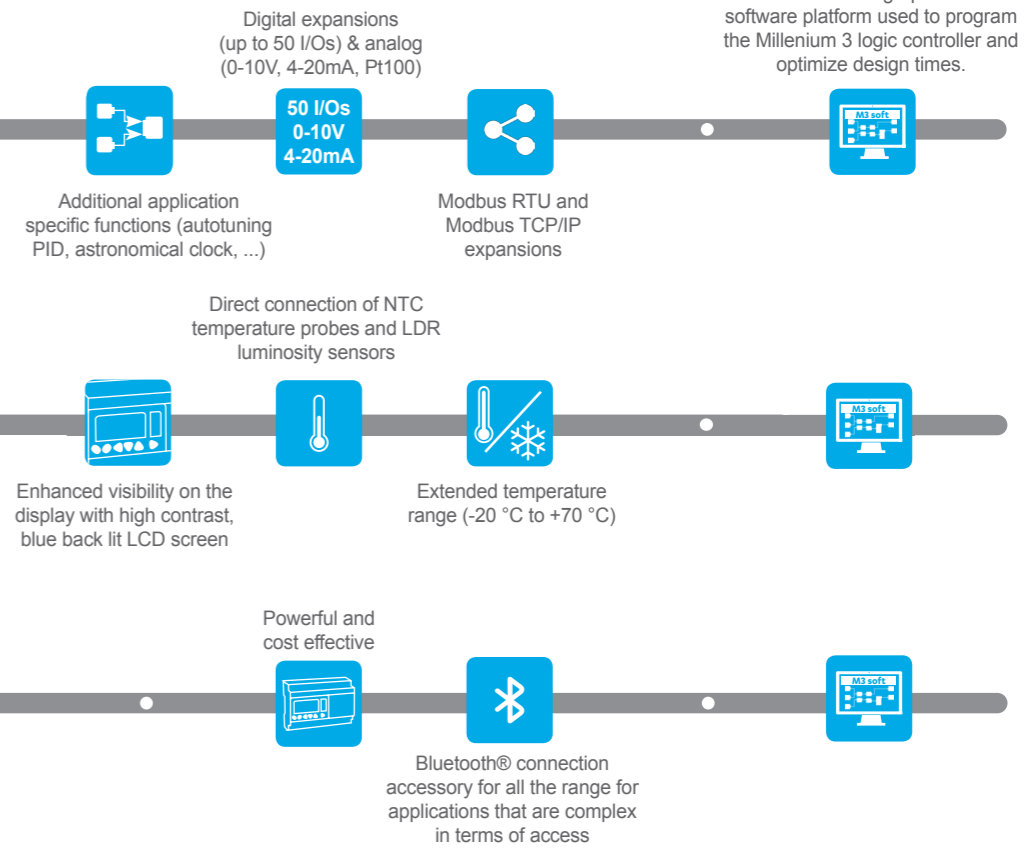 Digital expansions
(up to 50 I/Os) & analog
(0-10V, 4-20mA, Pt100)
software platform used to program
the Millenium 3 logic controller and
optimize design times.
50 I/Os
0-10V
4-20mA
M3 soft
Additional application
specific functions (autotuning
PID, astronomical clock, ...)
Modbus RTU and
Modbus TCP/IP
expansions
Direct connection of NTC
temperature probes and LDR
luminosity sensors
M3 soft
Enhanced visibility on the
display with high contrast,
blue back lit LCD screen
Extended temperature
range (-20 °C to +70 °C)
Powerful and
cost effective
M3 soft
Bluetooth® connection
accessory for all the range for
applications that are complex
in terms of access